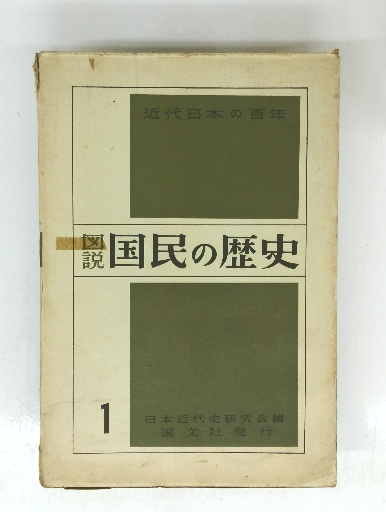 近代日本の百年
図説 国民の歴史
1
日本近代史研究会編
国文社発行